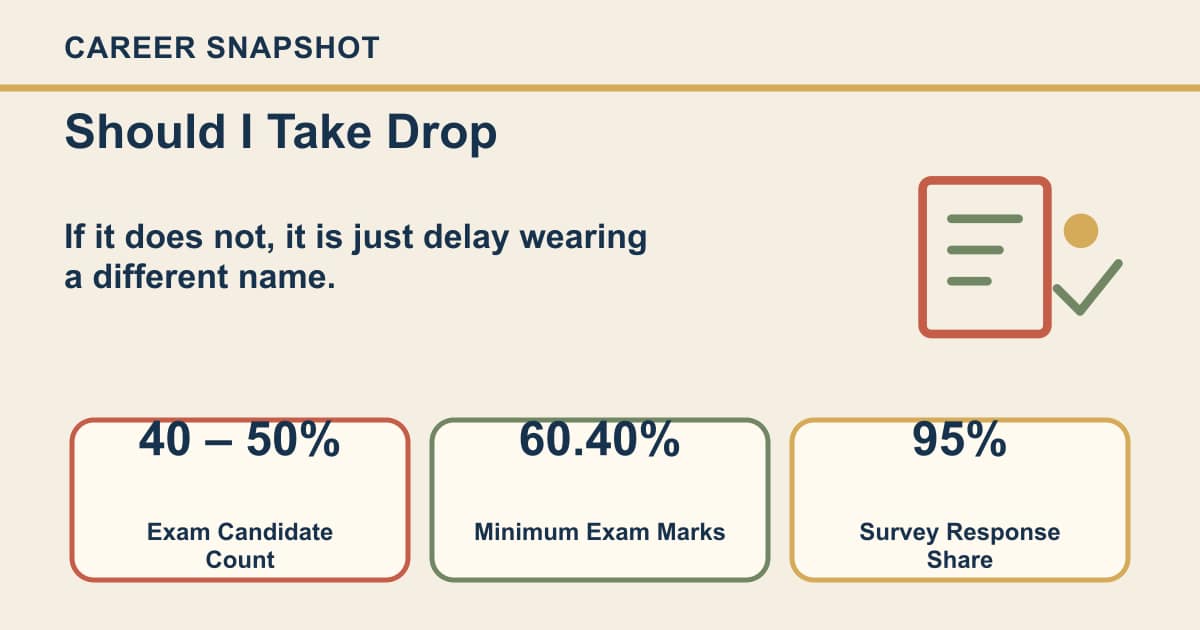 CAREER SNAPSHOT
Should I Take Drop
If it does not, it is just delay wearing
a different name.
40 – 50%
60.40%
95%
Exam Candidate
Count
Minimum Exam Marks
Survey Response
Share